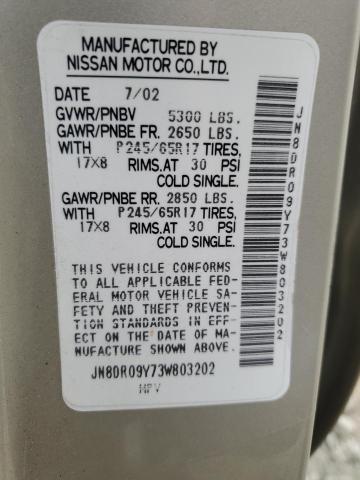 MANUFACTURED BY
NISSAN MOTOR CO.,LTD.
DATE 7/02
GVWR/PNBV 5300 LBS.
GAWR/PNBE FR. 2650 LBS.
WITH P245/65R17 TIRES,
17X8 RIMS.AT 30 PSI
COLD SINGLE.
GAWR/PNBE RR. 2850 LBS.
WITH P245/65R17 TIRES,
17X8 RIMS.AT 30 PSI
COLD SINGLE.
THIS VEHICLE CONFORMS
TO ALL APPLICABLE FED-
ERAL MOTOR VEHICLE SA-
FETY AND THEFT PREVENT-
ION STANDARDS IN EFF-
ECT ON THE DATE OF MA-
NUFACTURE SHOWN ABOVE.
JN8DR09Y73W803202
MPV
JN8DR09Y73W803202